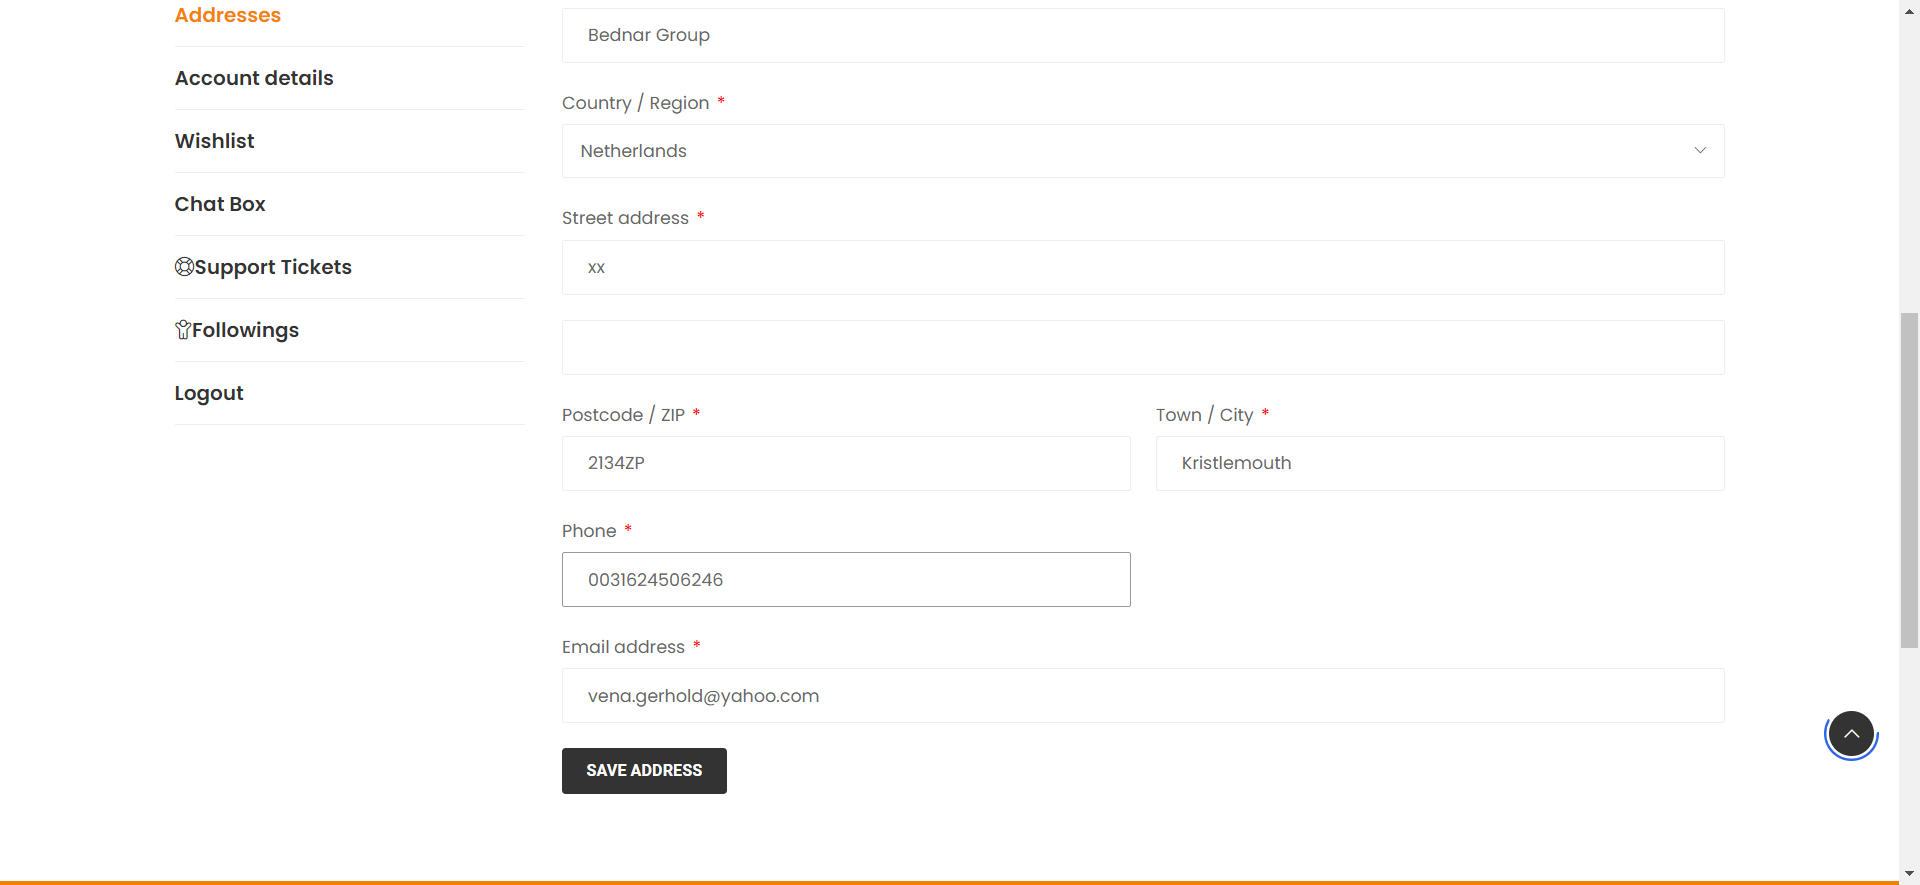 Addresses
Account details
Wishlist
Chat Box
Support Tickets
Followings
Logout
Bednar Group
Country / Region *
Netherlands
Street address *
xx
Postcode / ZIP *
2134ZP
Town / City *
Kristlemouth
Phone *
0031624506246
Email address *
vena.gerhold@yahoo.com
SAVE ADDRESS